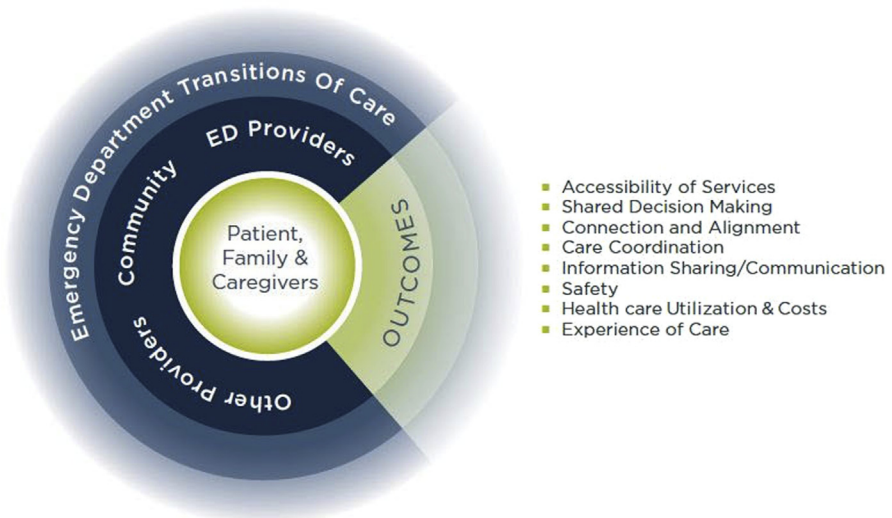 Emergency Department Transitions Of Care
ED Providers
Community
Other Providers
Patient,
Family &
Caregivers
OUTCOMES
Accessibility of Services
Shared Decision Making
Connection and Alignment
Care Coordination
Information Sharing/Communication
Safety
Health care Utilization & Costs
Experience of Care